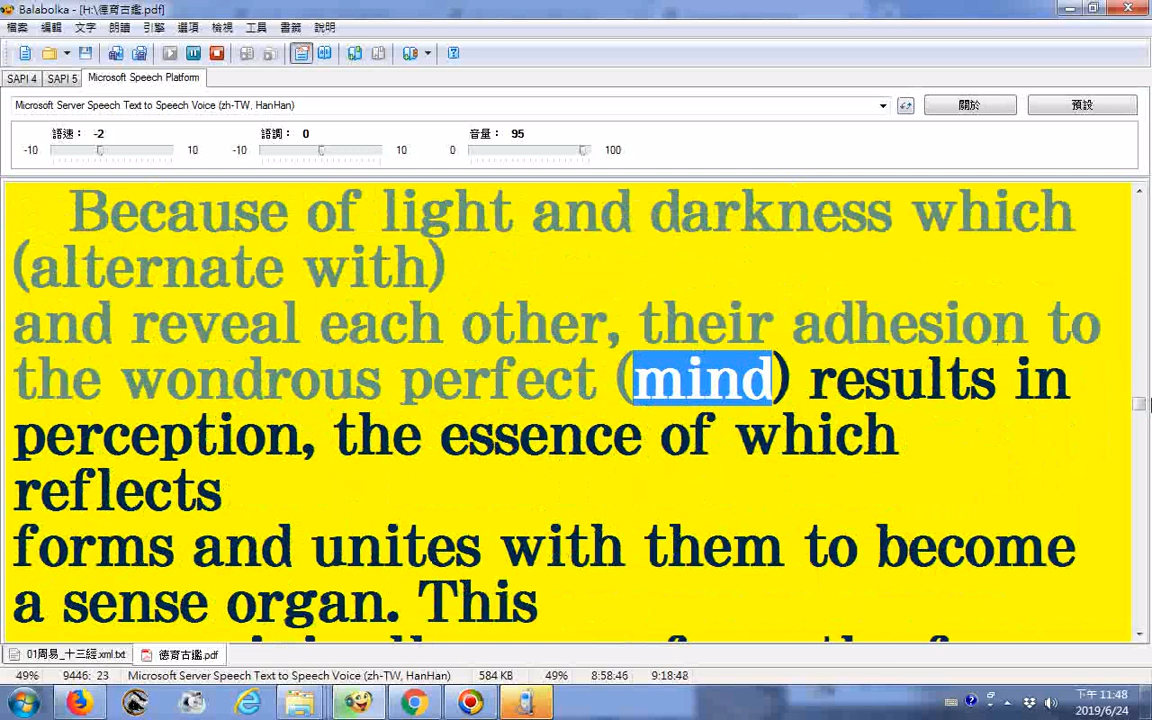 Balabolka - [H:\德育古鑑.pdf]
檔案 編輯 文字 朗讀 引擎 選項 檢視 工具 書籤 說明
SAPI 4 SAPI 5 Microsoft Speech Platform
Microsoft Server Speech Text to Speech Voice (zh-TW, HanHan) 關於 預設
語速: -2 語調: 0 音量: 95
-10 10 -10 10 0 100
Because of light and darkness which
(alternate with)
and reveal each other, their adhesion to
the wondrous perfect (mind) results in
perception, the essence of which
reflects
forms and unites with them to become
a sense organ. This
01周易_十三經.xml.txt 德育古鑑.pdf
49% 9446: 23 Microsoft Server Speech Text to Speech Voice (zh-TW, HanHan) 584 KB 49% 8:58:46 9:18:48
下午 11:48
2019/6/24